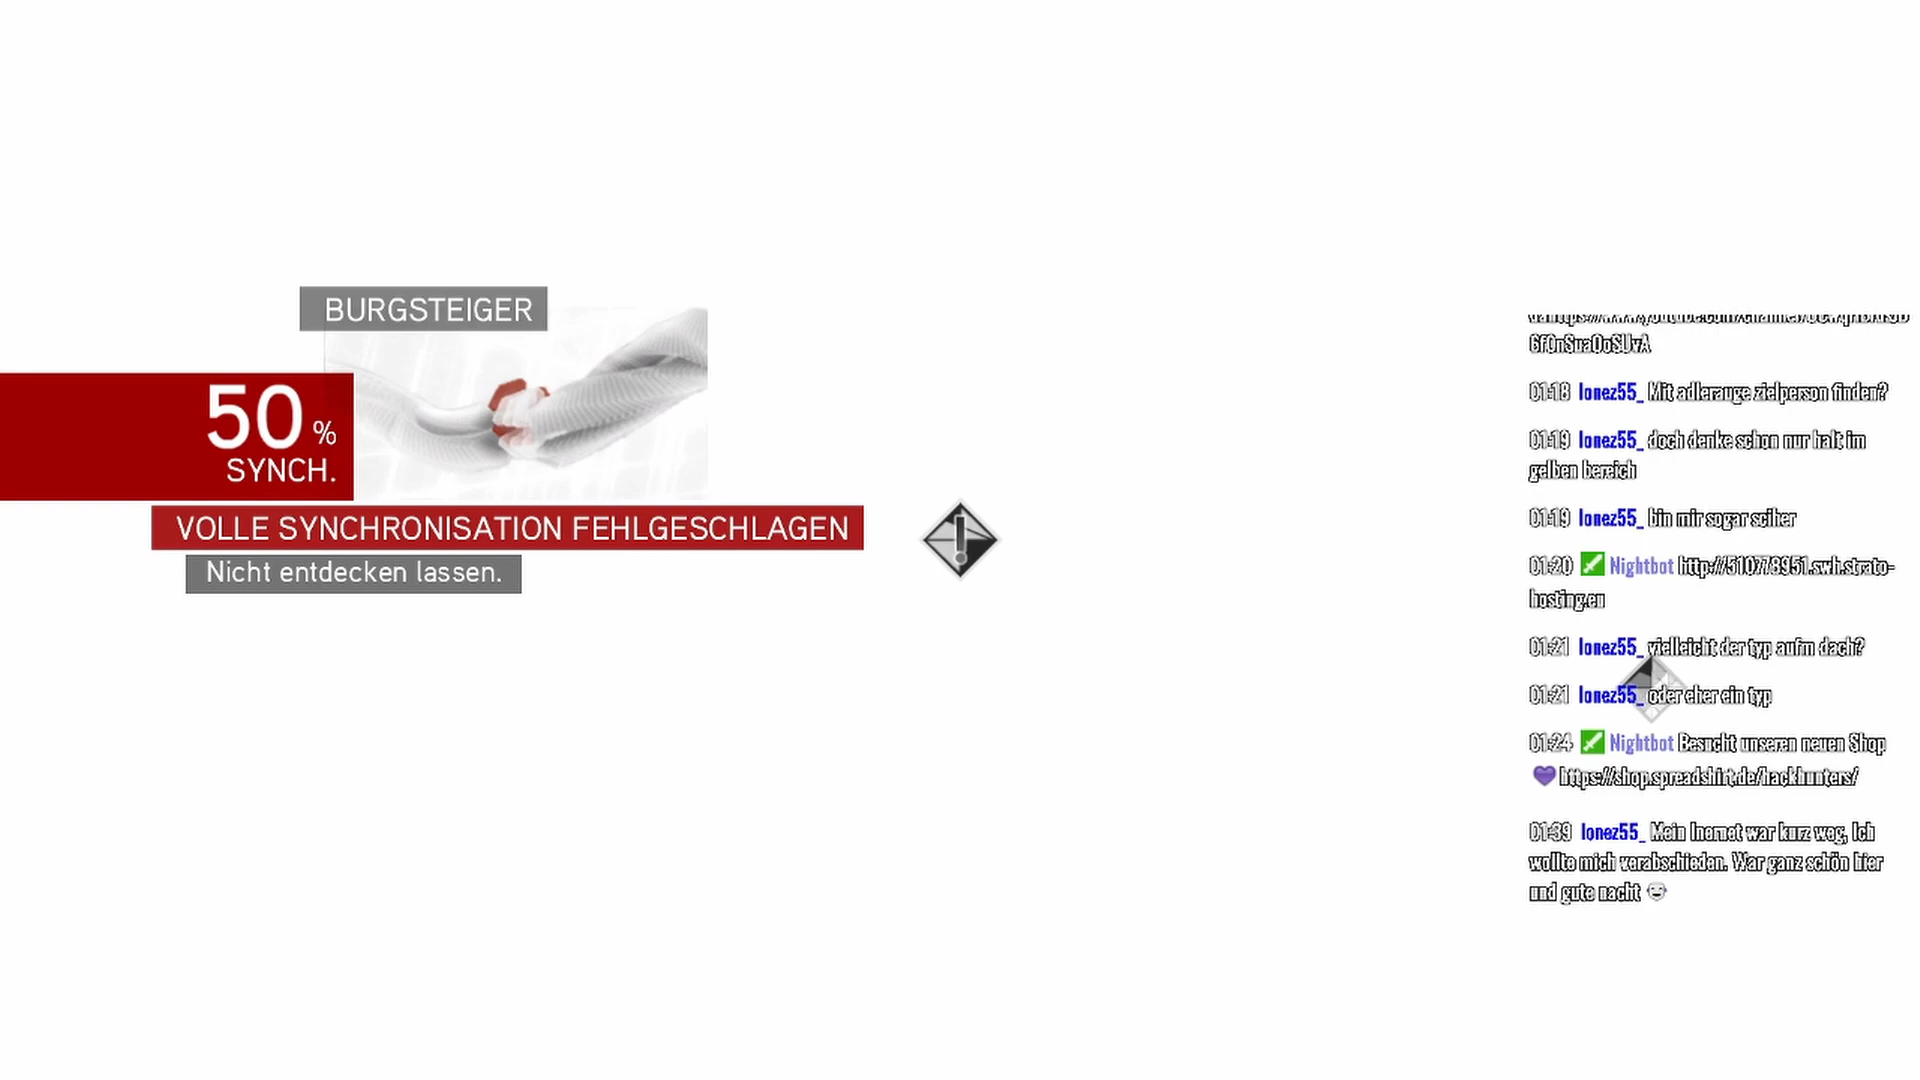 BURGSTEIGER
50 %
SYNCH.
VOLLE SYNCHRONISATION FEHLGESCHLAGEN
Nicht entdecken lassen.
6f0nSuaOoSUvA
01:18 lonez55_ Mit adlerauge zielperson finden?
01:19 lonez55_ doch denke schon nur halt im
gelben bereich
01:19 lonez55_ bin mir sogar sciher
01:20 Nightbot http://510778951.swh.strato-
hosting.eu
01:21 lonez55_ vielleicht der typ aufm dach?
01:21 lonez55_ oder eher ein typ
01:24 Nightbot Besucht unseren neuen Shop
💜 https://shop.spreadshirt.de/hackhunters/
01:39 lonez55_ Mein Inernet war kurz weg, Ich
wollte mich verabschieden. War ganz schön hier
und gute nacht